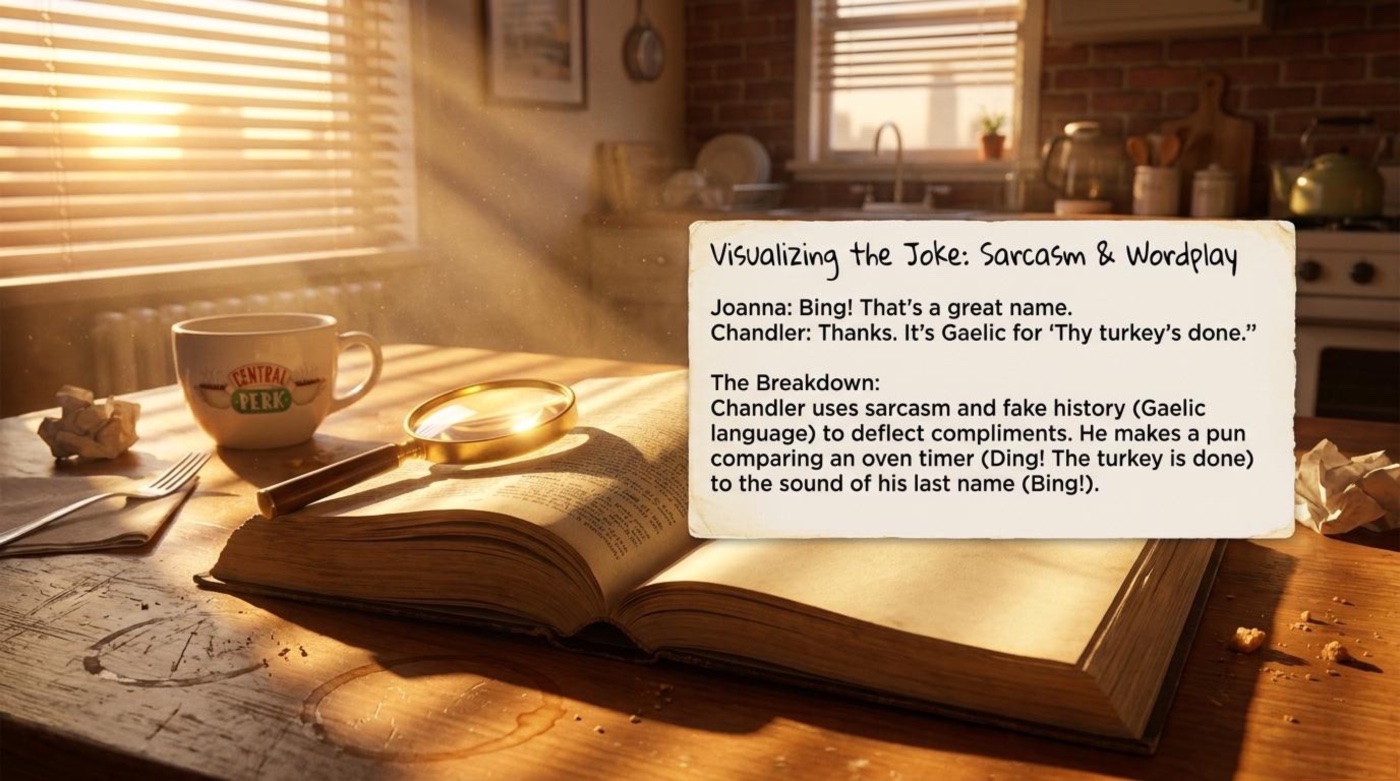 CENTRAL
PERK
Visualizing the Joke: Sarcasm & Wordplay
Joanna: Bing! That’s a great name.
Chandler: Thanks. It’s Gaelic for ‘Thy turkey’s done.”
The Breakdown:
Chandler uses sarcasm and fake history (Gaelic
language) to deflect compliments. He makes a pun
comparing an oven timer (Ding! The turkey is done)
to the sound of his last name (Bing!).